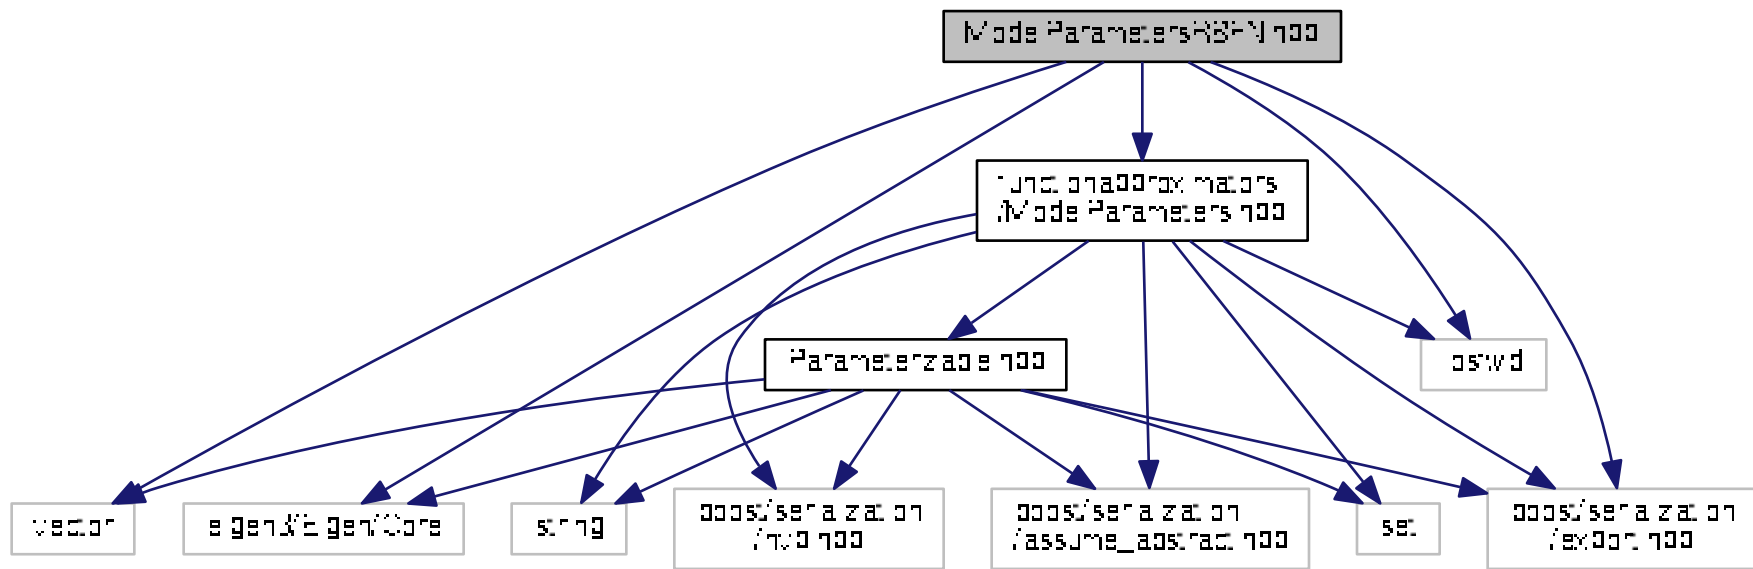 ModelParametersRBFN.hpp
functionapproximators
/ModelParameters.hpp
Parameterizable.hpp
iosfwd
vector
eigen3/Eigen/Core
string
boost/serialization
/nvp.hpp
boost/serialization
/assume_abstract.hpp
set
boost/serialization
/export.hpp